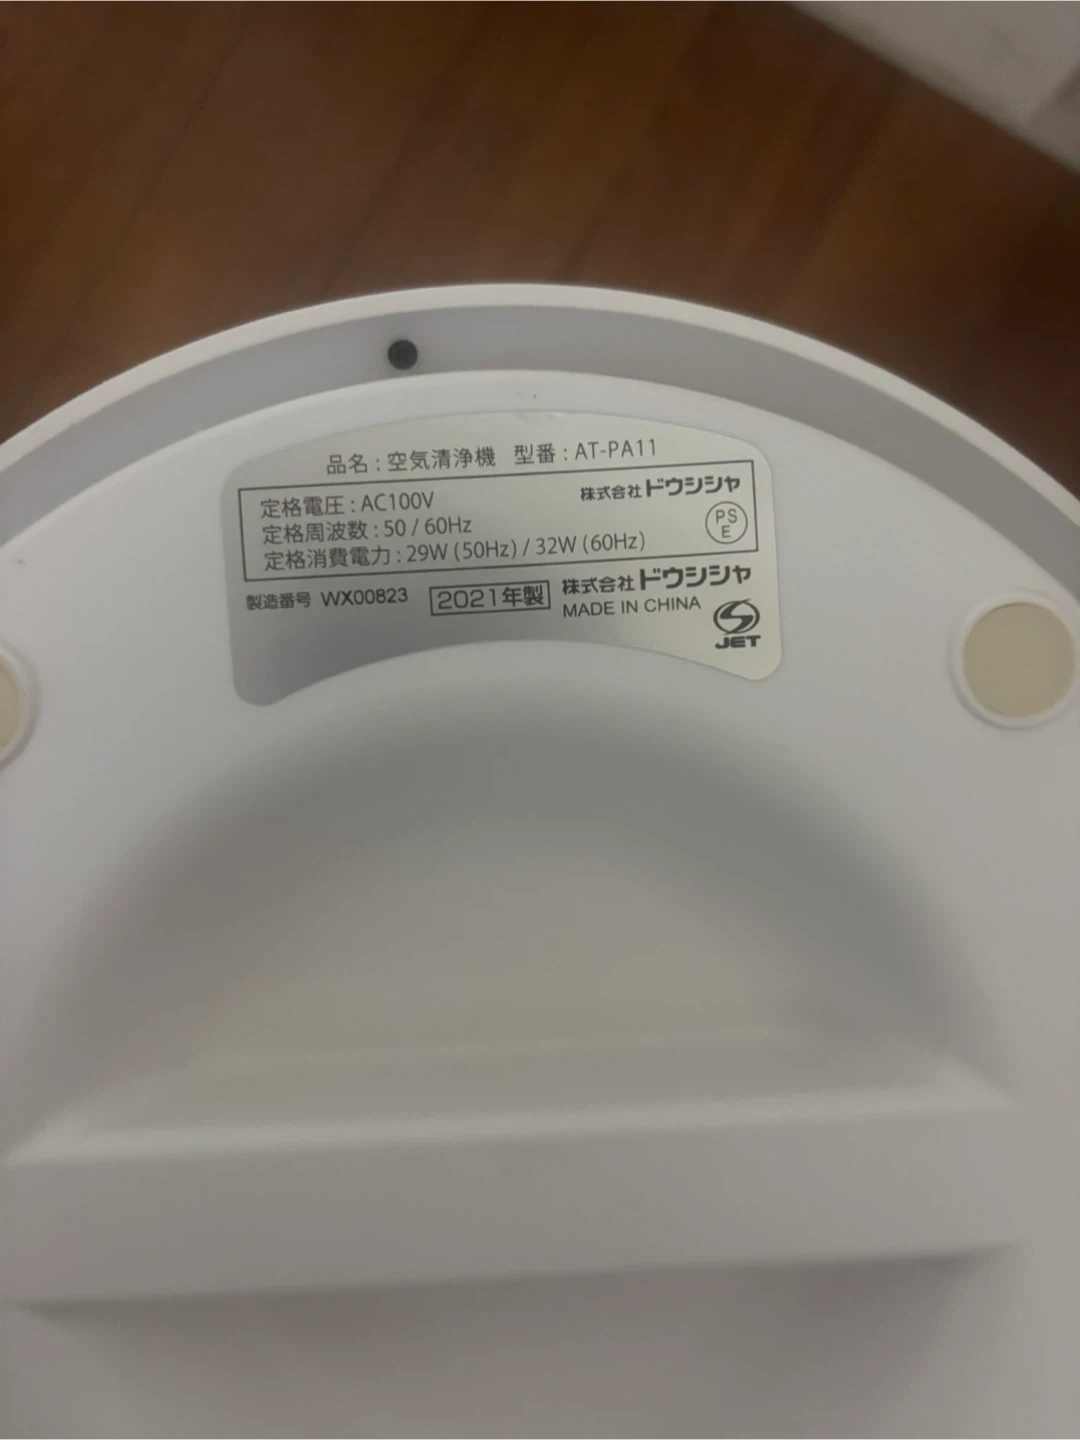 品名 : 空気清浄機 型番 : AT-PA11
定格電圧 : AC100V 株式会社ドウシシャ
定格周波数 : 50 / 60Hz
PS
E
定格消費電力 : 29W (50Hz) / 32W (60Hz)
製造番号 WX00823 2021年製 株式会社ドウシシャ
MADE IN CHINA
JET